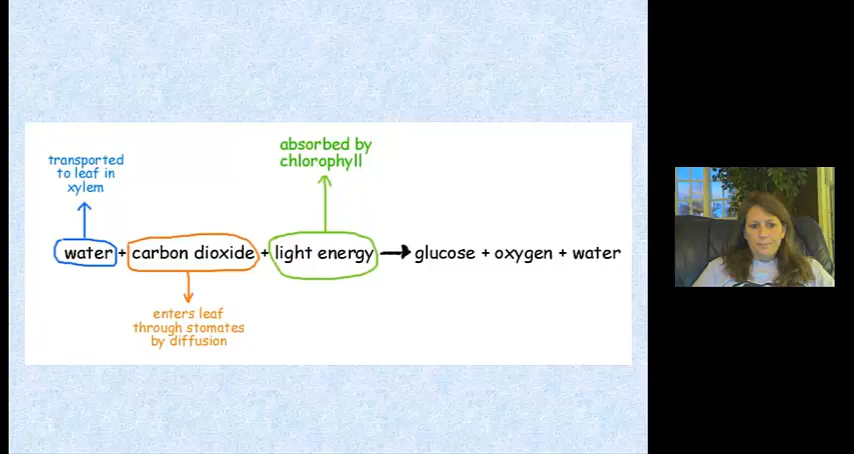 absorbed by
chlorophyll
transported
to leaf in
xylem
water + carbon dioxide + light energy → glucose + oxygen + water
enters leaf
through stomates
by diffusion